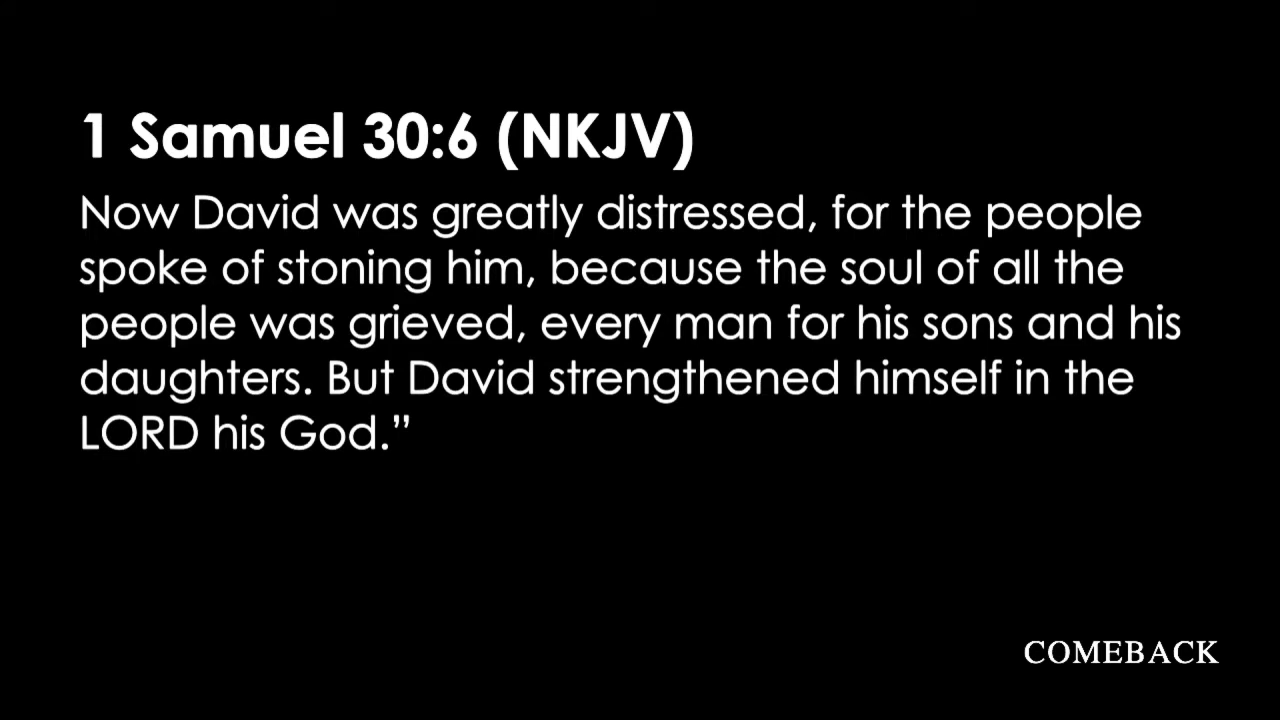 1 Samuel 30:6 (NKJV)
Now David was greatly distressed, for the people
spoke of stoning him, because the soul of all the
people was grieved, every man for his sons and his
daughters. But David strengthened himself in the
LORD his God.”
COMEBACK